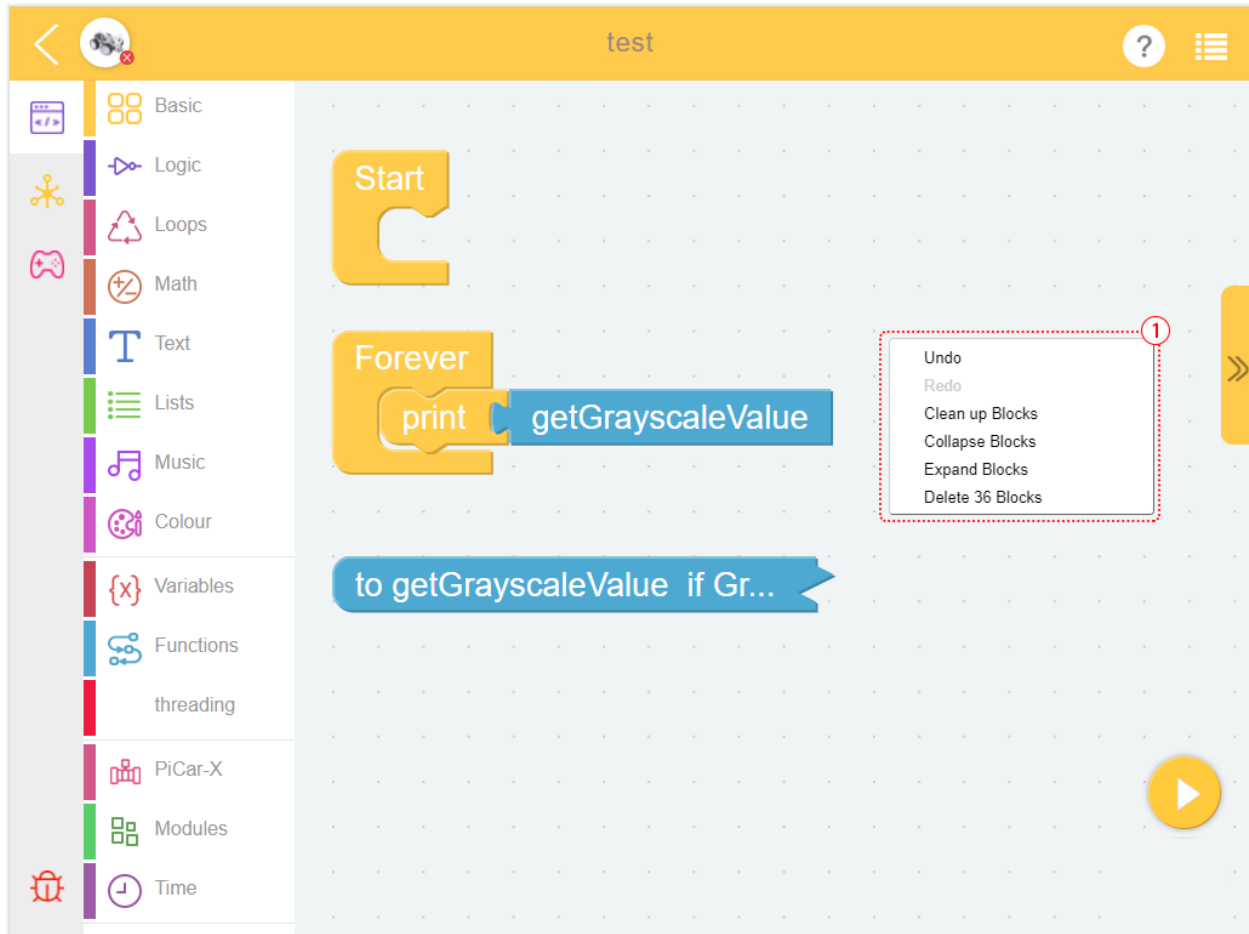 test
?
Basic
Logic
Loops
Math
Text
Lists
Music
Colour
Variables
Functions
threading
PiCar-X
Modules
Time
Start
Forever
print getGrayscaleValue
to getGrayscaleValue if Gr...
1
Undo
Redo
Clean up Blocks
Collapse Blocks
Expand Blocks
Delete 36 Blocks